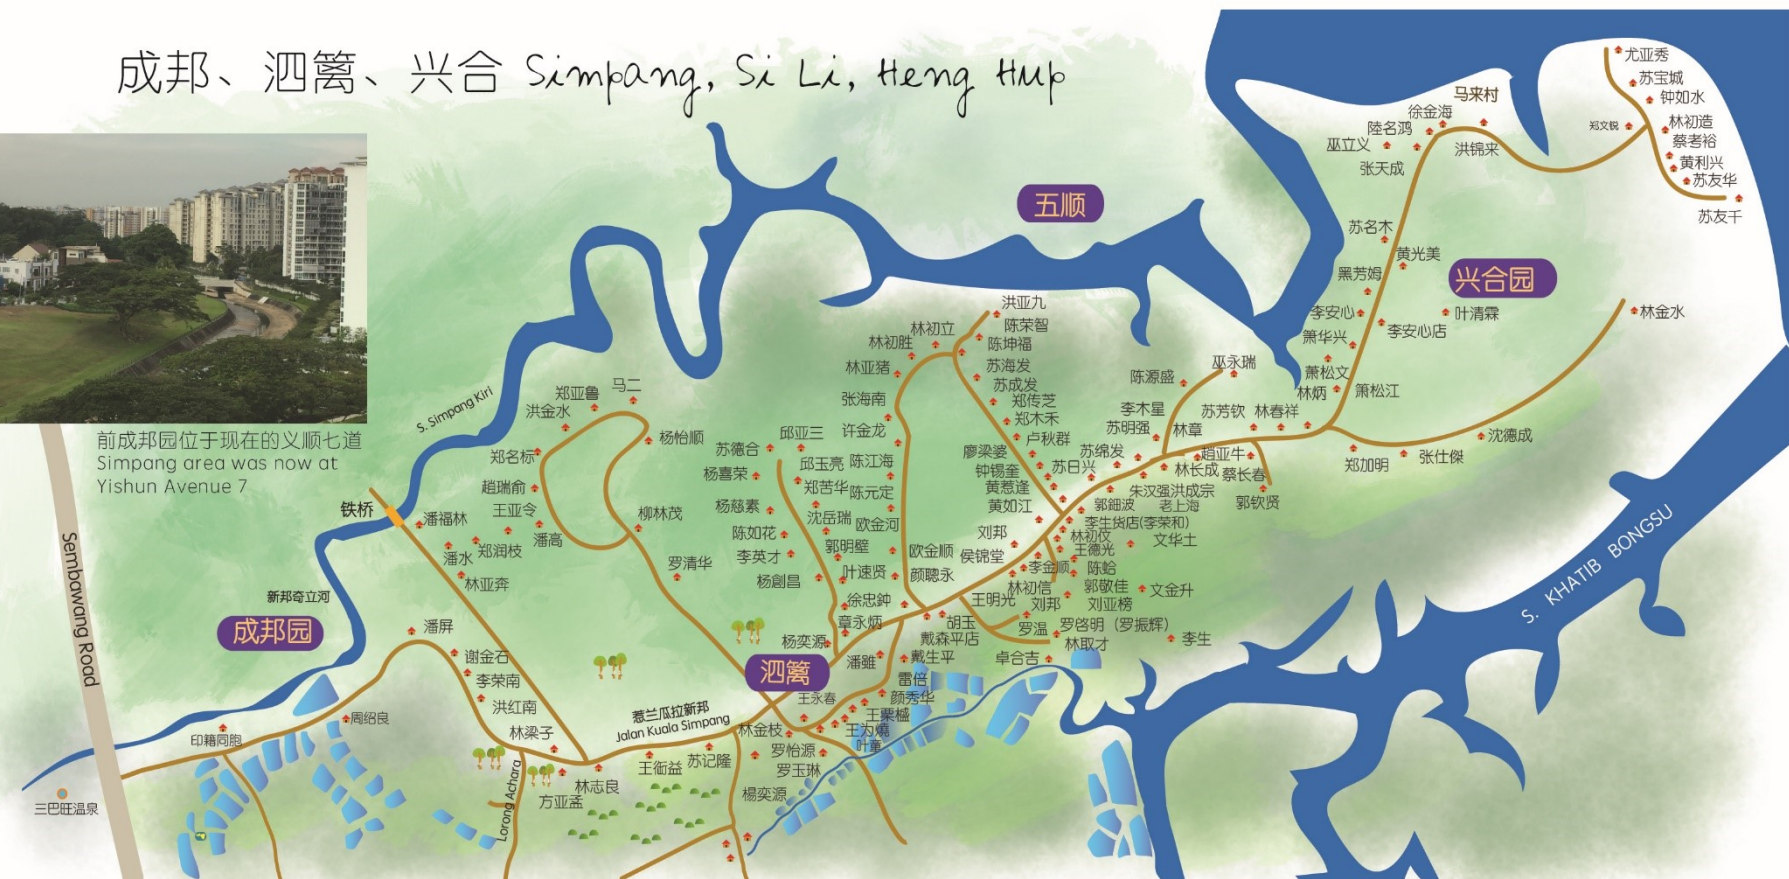 成邦、泗篱、兴合 Simpang, Si Li, Heng Hup
前成邦园位于现在的义顺七道
Simpang area was now at
Yishun Avenue 7
五顺
兴合园
成邦园
泗篱
S. Simpang Kiri
S. KHATIB BONGSU
Sembawang Road
Lorong Achara
惹兰瓜拉新邦
Jalan Kuala Simpang
新邦奇立河
铁桥
三巴旺温泉
印籍同胞
马来村
尤亚秀
苏宝城
钟如水
郑文锐
林初造
蔡老裕
黄利兴
苏友华
苏友千
徐金海
陸名鸿
巫立义
张天成
洪锦来
苏名木
黄光美
黑芳姆
李安心
叶清霖
李安心店
箫华兴
萧松文
林炳
箫松江
林金水
沈德成
张仕傑
郑加明
巫永瑞
陈源盛
李木星
苏芳钦
林春祥
苏明强
林章
苏绵发
趙亚牛
林长成
蔡长春
郭钦贤
朱汉强
洪成宗
郭鈿波
老上海
李生货店(李荣和)
林初仪
文华土
王德光
李金顺
陈蛤
林初信
郭敬佳
文金升
王明光
刘邦
刘亚榜
罗温
罗啓明（罗振辉）
林取才
李生
卓合吉
洪亚九
陈荣智
林初立
陈坤福
林初胜
林亚猪
苏海发
苏成发
张海南
郑传芝
郑木禾
许金龙
卢秋群
廖梁婆
钟锡奎
苏日兴
黄惹逢
黄如江
刘邦
侯锦堂
欧金顺
颜聰永
陈江海
陈元定
欧金河
邱亚三
邱玉亮
苏德合
杨喜荣
郑苦华
杨慈素
沈岳瑞
陈如花
郭明壁
李英才
叶速贤
杨創昌
徐忠鈡
章永炳
杨奕源
胡玉
戴森平店
潘雖
戴生平
雷倍
颜秀华
王永春
王栗樆
王为燒
叶童
林金枝
罗怡源
罗玉琳
楊奕源
苏记隆
王衙益
林志良
方亚孟
林梁子
洪红南
李荣南
谢金石
潘屏
周绍良
马二
郑亚鲁
洪金水
杨怡顺
郑名标
趙瑞俞
王亚令
潘高
柳林茂
罗清华
潘福林
潘水
郑润枝
林亚奔